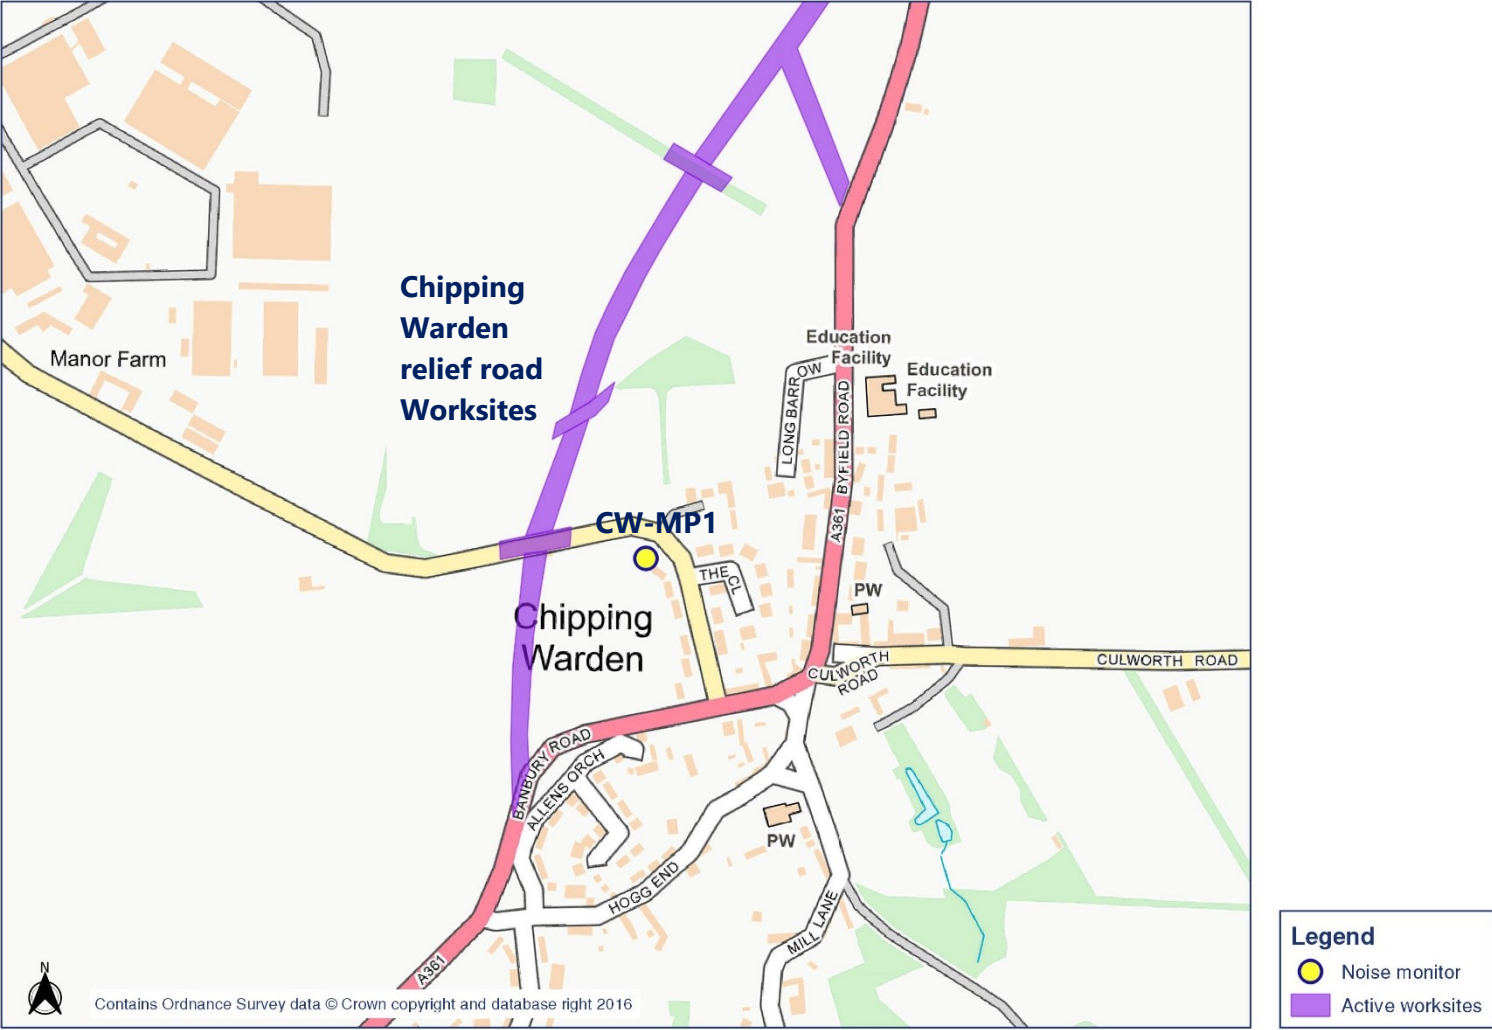 Chipping
Warden
relief road
Worksites
Manor Farm
Education
Facility
Education
Facility
LONG BARROW
BYFIELD ROAD
A361
CW-MP1
THE CL
PW
Chipping
Warden
CULWORTH
ROAD
CULWORTH ROAD
BANBURY ROAD
ALLENS ORCH
PW
HOGG END
MILL LANE
A361
N
Contains Ordnance Survey data © Crown copyright and database right 2016
Legend
Noise monitor
Active worksites